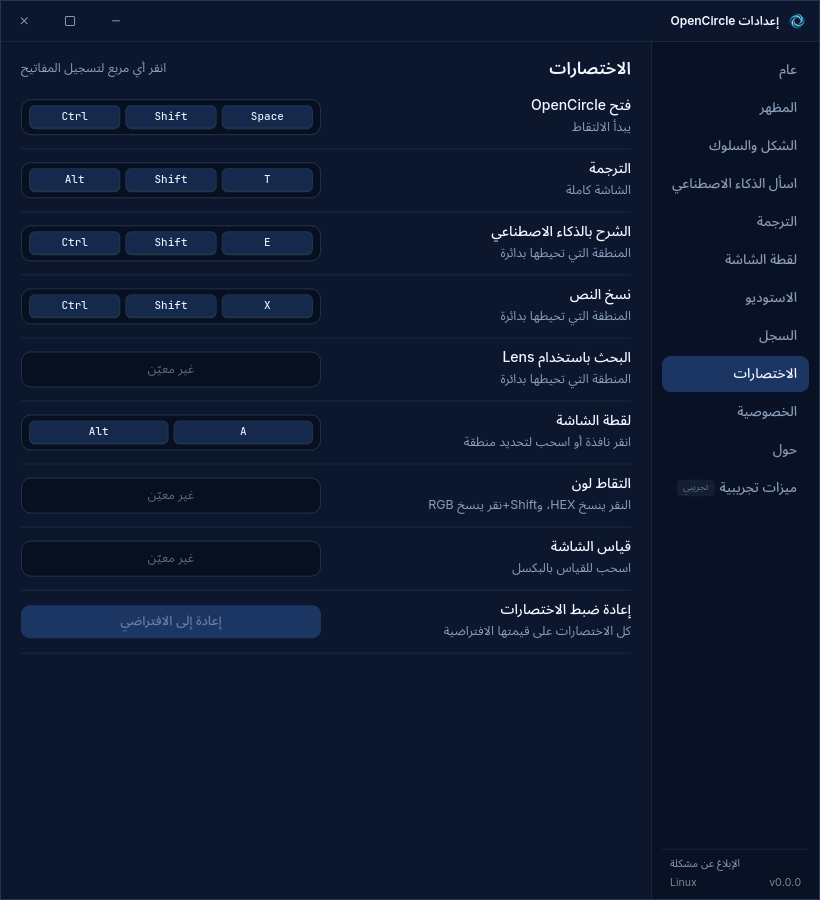 إعدادات OpenCircle
عام
المظهر
الشكل والسلوك
اسأل الذكاء الاصطناعي
الترجمة
لقطة الشاشة
الاستوديو
السجل
الاختصارات
الخصوصية
حول
ميزات تجريبية تجريبي
الإبلاغ عن مشكلة
v0.0.0 Linux
الاختصارات
انقر أي مربع لتسجيل المفاتيح
فتح OpenCircle
يبدأ الالتقاط
Ctrl Shift Space
الترجمة
الشاشة كاملة
Alt Shift T
الشرح بالذكاء الاصطناعي
المنطقة التي تحيطها بدائرة
Ctrl Shift E
نسخ النص
المنطقة التي تحيطها بدائرة
Ctrl Shift X
البحث باستخدام Lens
المنطقة التي تحيطها بدائرة
غير معيّن
لقطة الشاشة
انقر نافذة أو اسحب لتحديد منطقة
Alt A
التقاط لون
النقر ينسخ HEX، وShift+نقر ينسخ RGB
غير معيّن
قياس الشاشة
اسحب للقياس بالبكسل
غير معيّن
إعادة ضبط الاختصارات
كل الاختصارات على قيمتها الافتراضية
إعادة إلى الافتراضي